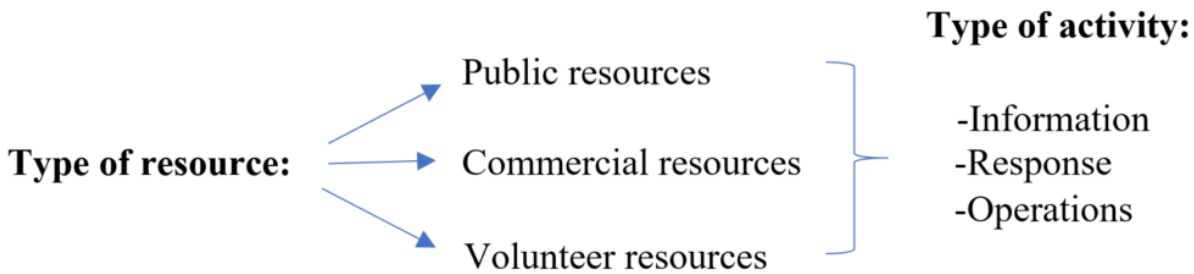 Type of resource:
Public resources
Commercial resources
Volunteer resources
Type of activity:
-Information
-Response
-Operations